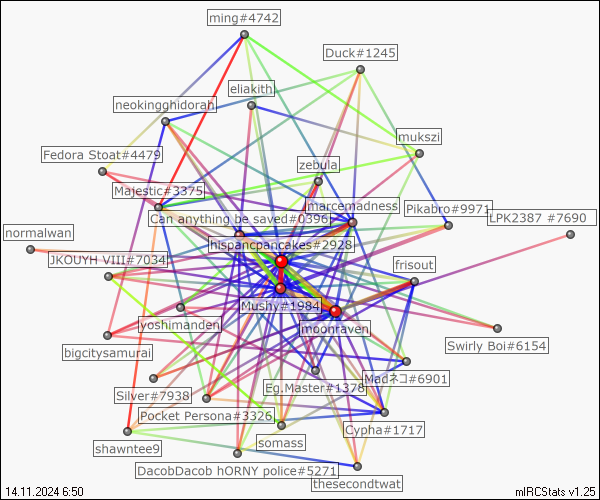 ming#4742
Duck#1245
eliakith
neokingghidorah
mukszi
Fedora Stoat#4479
zebula
Majestic#3375
marcemadness
Pikabro#9971
LPK2387 #7690
Can anything be saved#0396
normalwan
hispancpancakes#2928
JKOUYH VIII#7034
frisout
Mushy#1984
yoshimanden
moonraven
bigcitysamurai
Swirly Boi#6154
Madネコ#6901
Eg.Master#1378
Silver#7938
Pocket Persona#3326
Cypha#1717
somass
shawntee9
DacobDacob hORNY police#5271
thesecondtwat
14.11.2024 6:50
mIRCStats v1.25